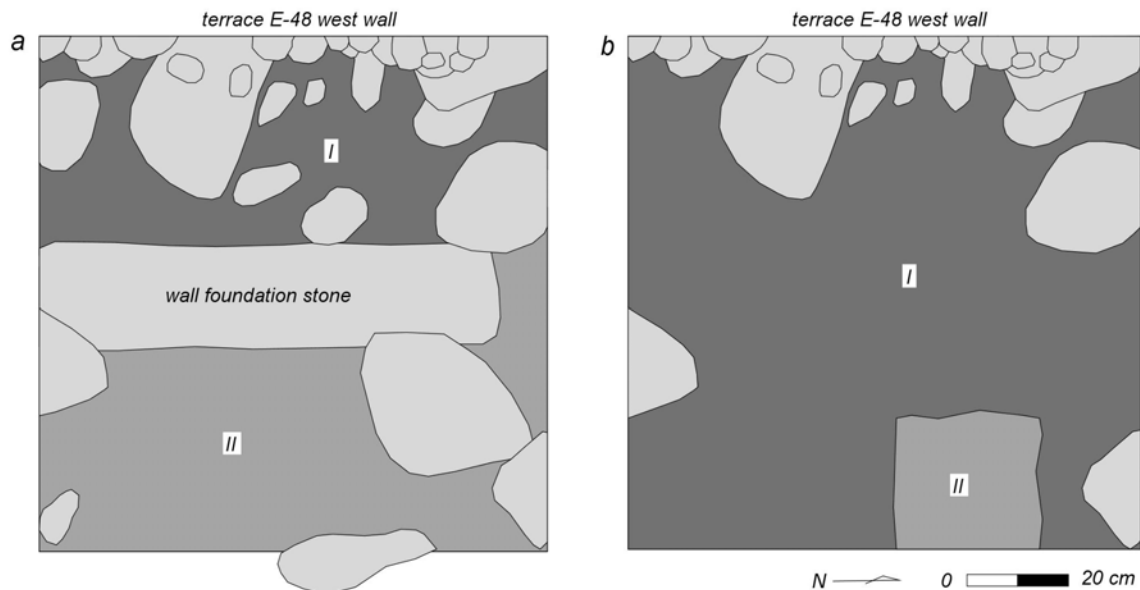 terrace E-48 west wall
a
I
wall foundation stone
II
terrace E-48 west wall
b
I
II
N 0 20 cm